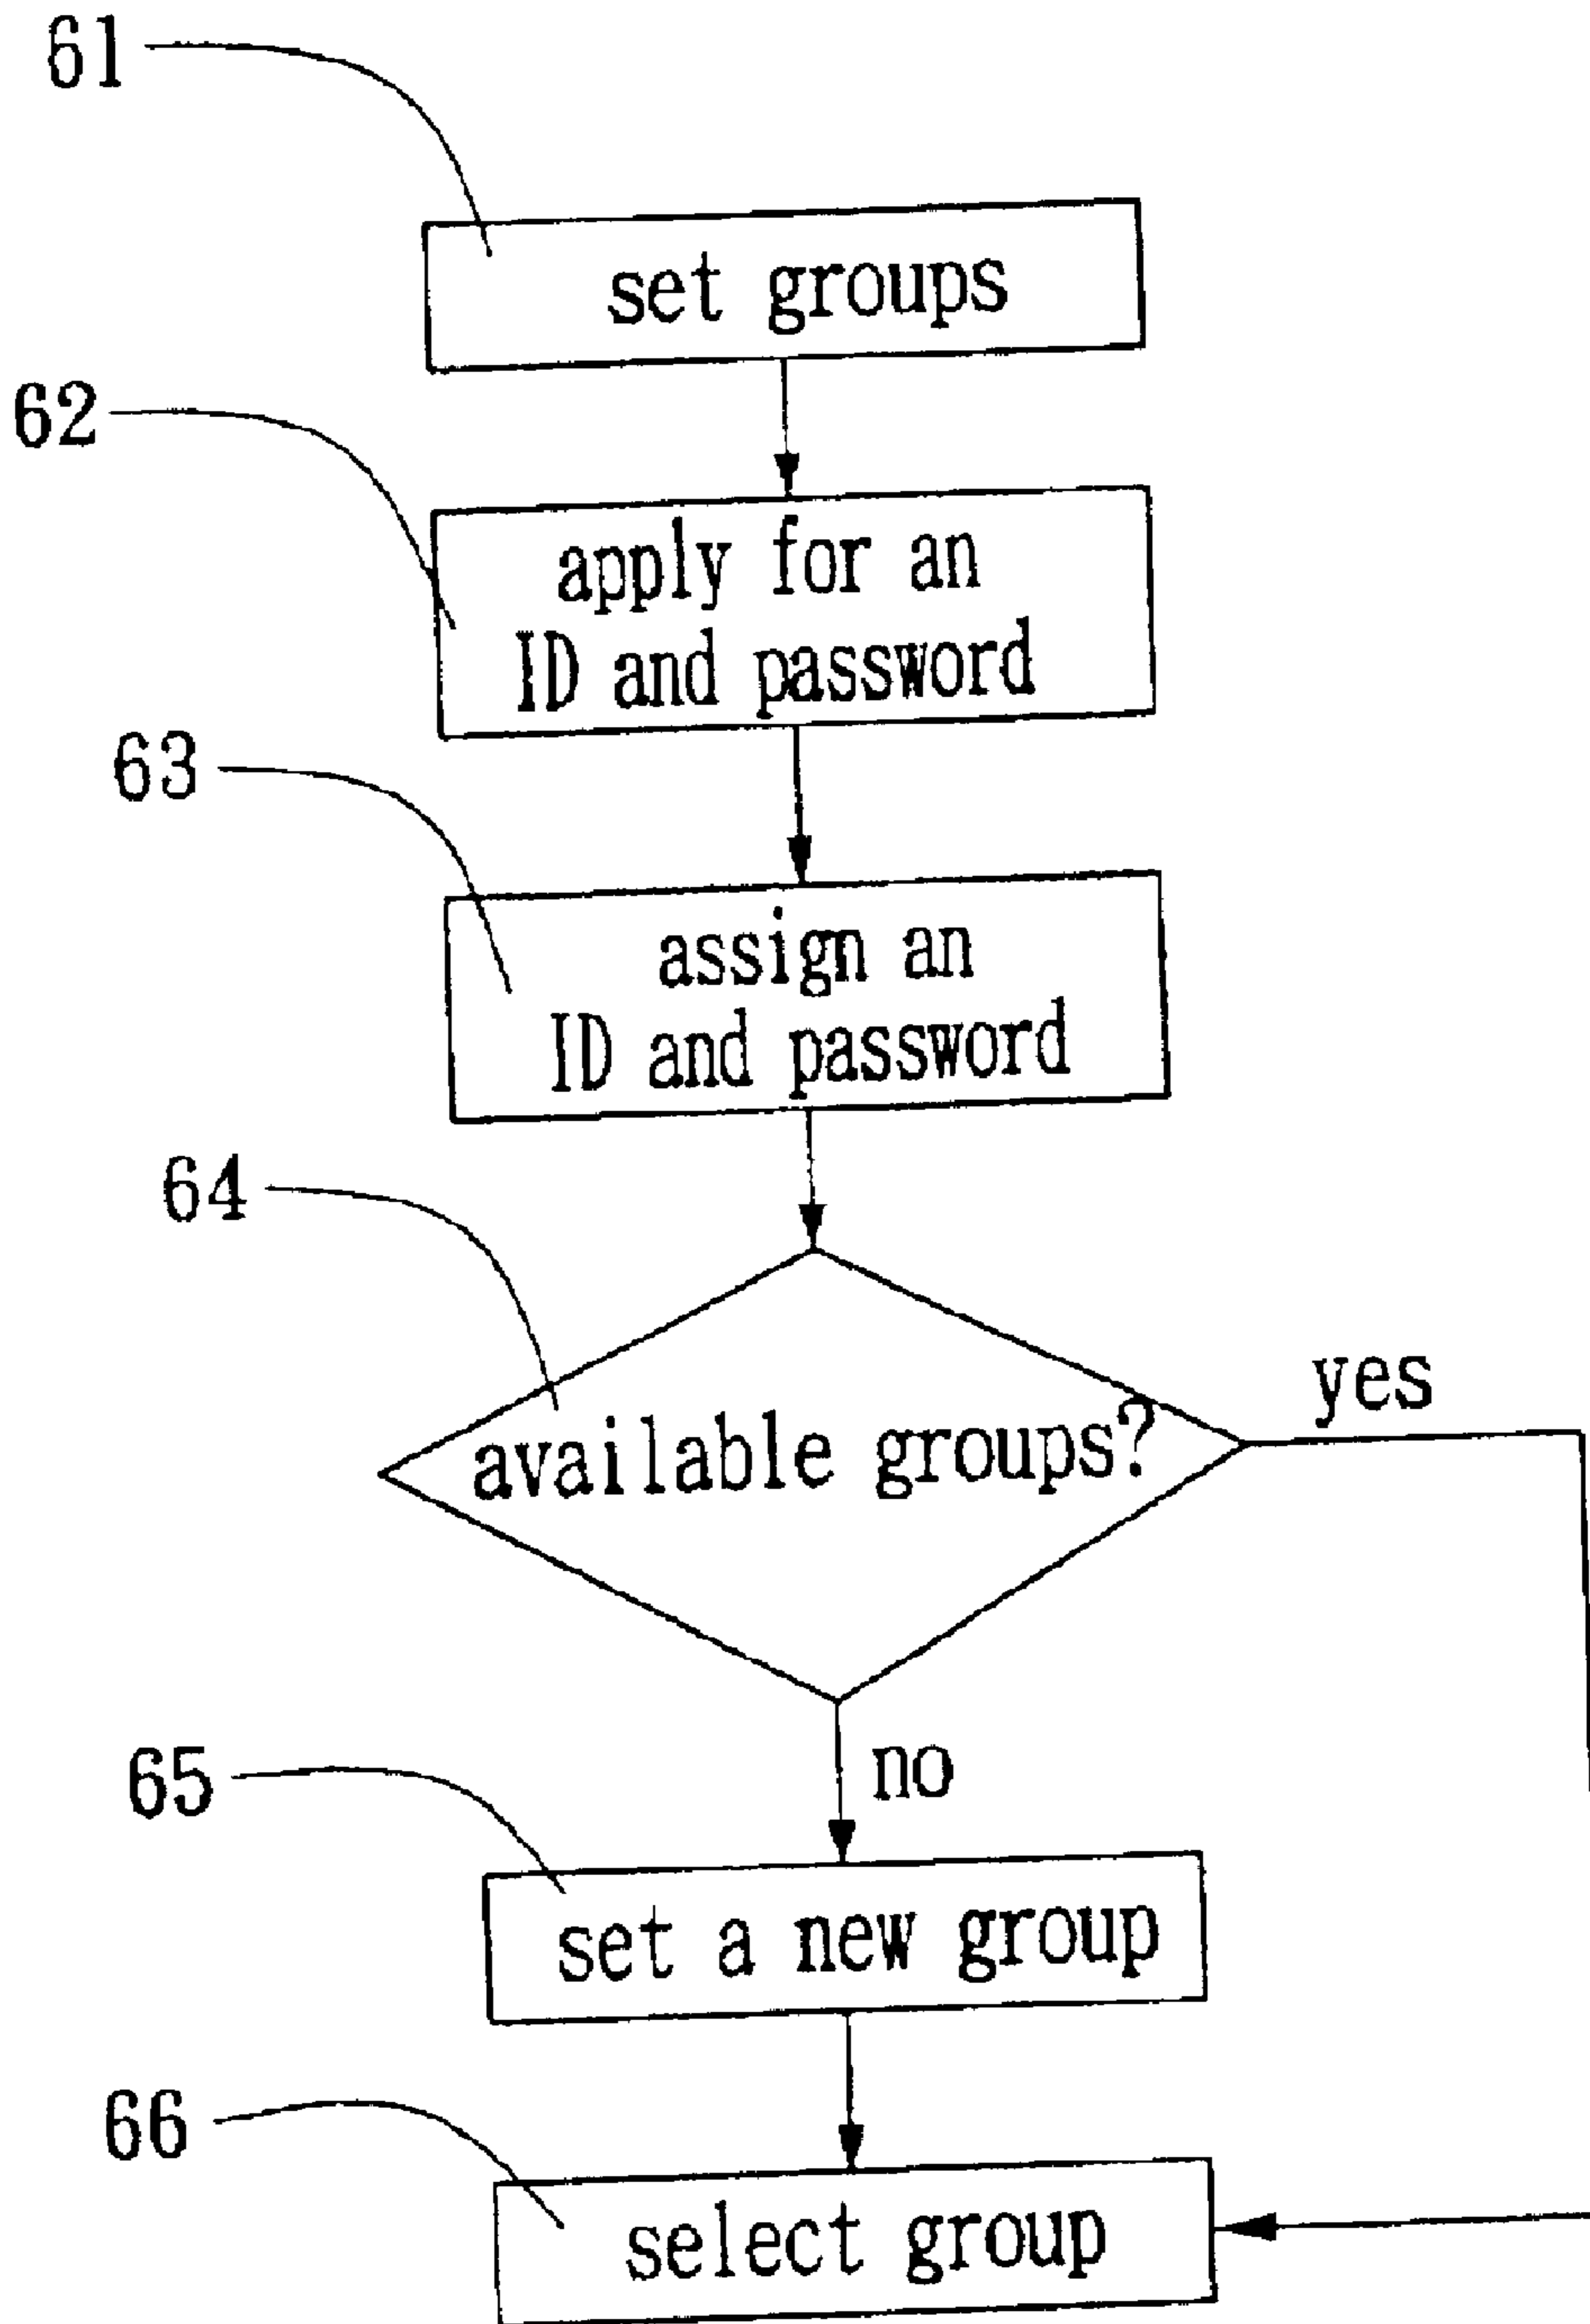 61
set groups
62
apply for an
ID and password
63
assign an
ID and password
64
available groups?
yes
no
65
set a new group
66
select group